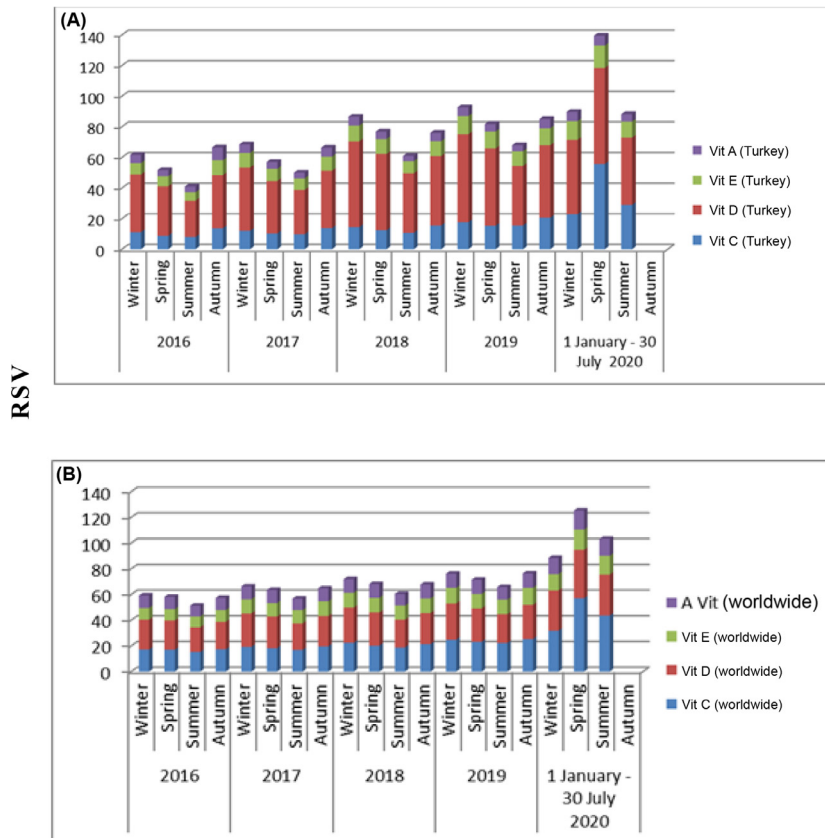 (A)
140
120
100
80
60
40
20
0
Winter
Spring
Summer
Autumn
Winter
Spring
Summer
Autumn
Winter
Spring
Summer
Autumn
Winter
Spring
Summer
Autumn
Winter
Spring
Summer
Autumn
2016
2017
2018
2019
1 January - 30
July 2020
Vit A (Turkey)
Vit E (Turkey)
Vit D (Turkey)
Vit C (Turkey)
RSV
(B)
140
120
100
80
60
40
20
0
Winter
Spring
Summer
Autumn
Winter
Spring
Summer
Autumn
Winter
Spring
Summer
Autumn
Winter
Spring
Summer
Autumn
Winter
Spring
Summer
Autumn
2016
2017
2018
2019
1 January -
30 July
2020
A Vit (worldwide)
Vit E (worldwide)
Vit D (worldwide)
Vit C (worldwide)